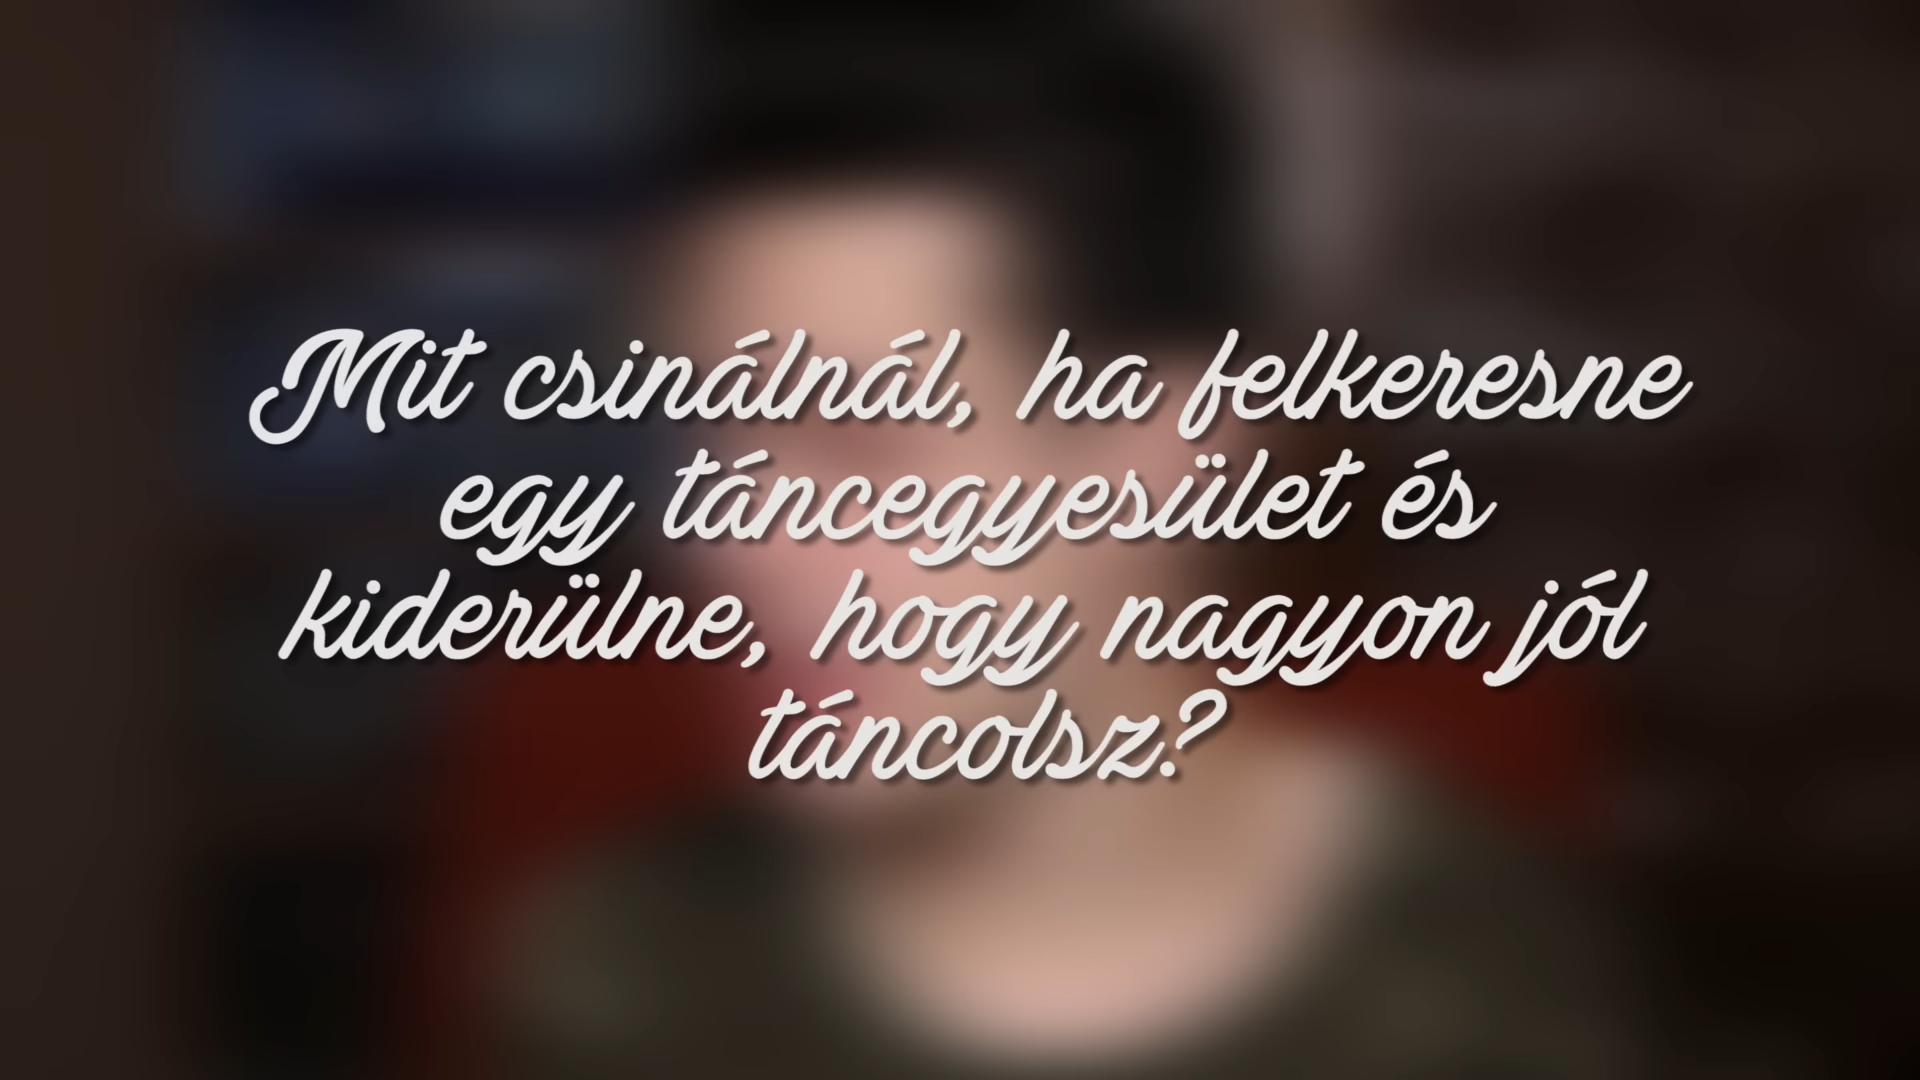 Mit csinálnál, ha felkeresne
egy táncegyesület és
kiderülne, hogy nagyon jól
táncolsz?